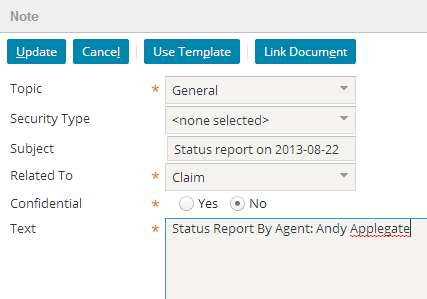 Note
Update Cancel Use Template Link Document
Topic * General
Security Type <none selected>
Subject Status report on 2013-08-22
Related To * Claim
Confidential * Yes No
Text * Status Report By Agent: Andy Applegate